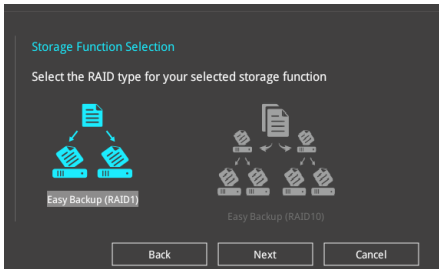 Storage Function Selection
Select the RAID type for your selected storage function
Easy Backup (RAID1)
Easy Backup (RAID10)
Back
Next
Cancel